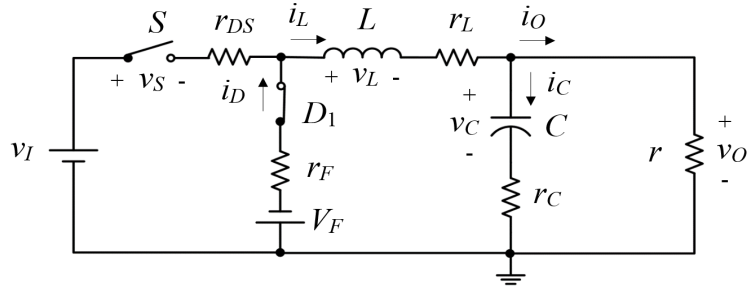 S r_DS i_L L r_L i_O
+ v_S - i_D + v_L - i_C
D_1 + v_C - C
v_I r_F r + v_O -
r_C
V_F